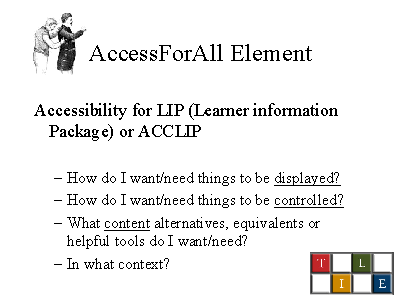 AccessForAll Element
Accessibility for LIP (Learner information
Package) or ACCLIP
– How do I want/need things to be displayed?
– How do I want/need things to be controlled?
– What content alternatives, equivalents or
helpful tools do I want/need?
– In what context?
T L
I E